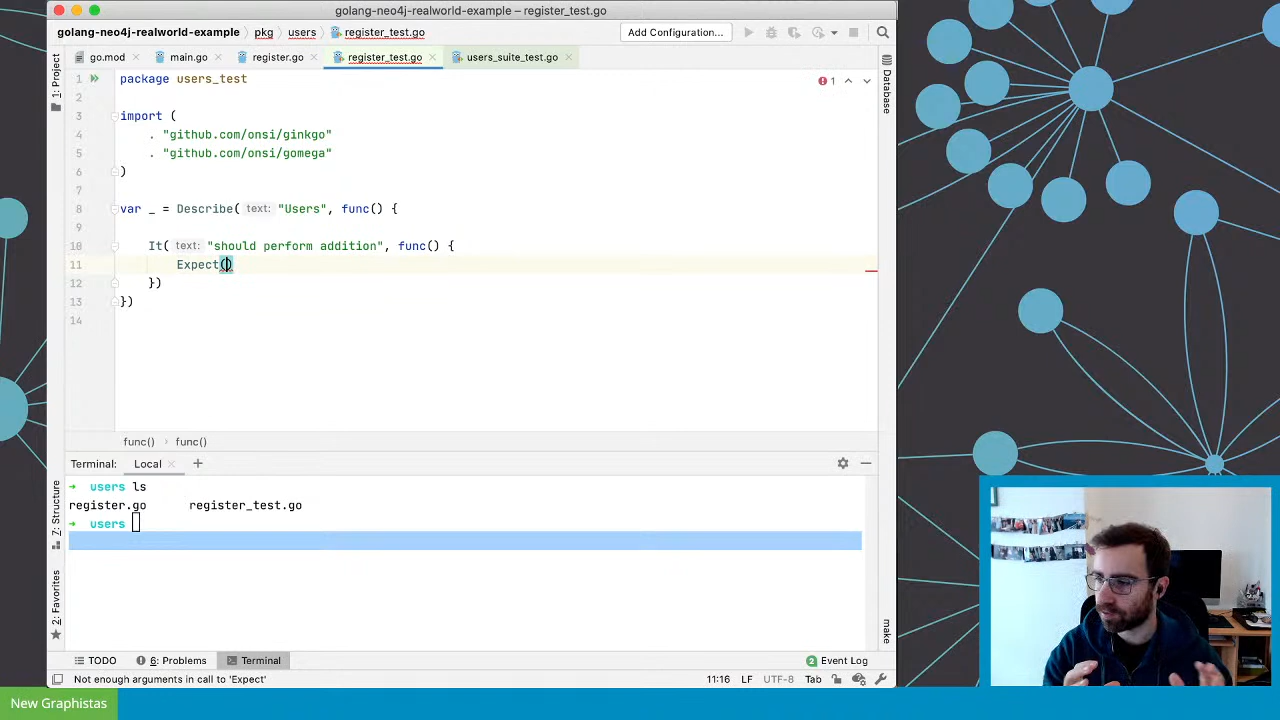 golang-neo4j-realworld-example – register_test.go
golang-neo4j-realworld-example › pkg › users › register_test.go
Add Configuration...
go.mod
main.go
register.go
register_test.go
users_suite_test.go
1: Project
Database
1 package users_test
1
2
3 import (
4 . "github.com/onsi/ginkgo"
5 . "github.com/onsi/gomega"
6 )
7
8 var _ = Describe( text: "Users", func() {
9
10 It( text: "should perform addition", func() {
11 Expect()
12 })
13 })
14
func() › func()
Terminal: Local
→ users ls
register.go register_test.go
→ users
7: Structure
2: Favorites
make
TODO
6: Problems
Terminal
2 Event Log
Not enough arguments in call to 'Expect'
11:16 LF UTF-8 Tab
New Graphistas